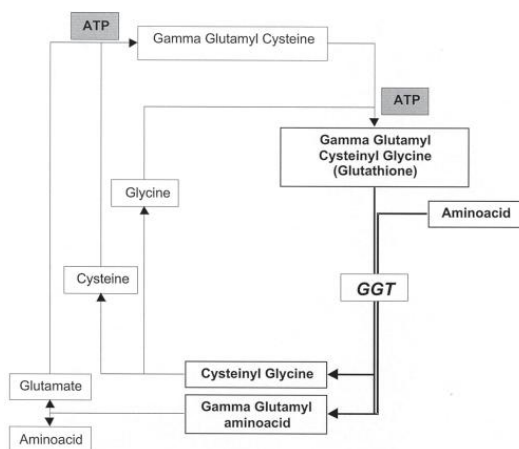 ATP
Gamma Glutamyl Cysteine
ATP
Gamma Glutamyl
Cysteinyl Glycine
(Glutathione)
Glycine
Aminoacid
Cysteine
GGT
Cysteinyl Glycine
Glutamate
Gamma Glutamyl
aminoacid
Aminoacid